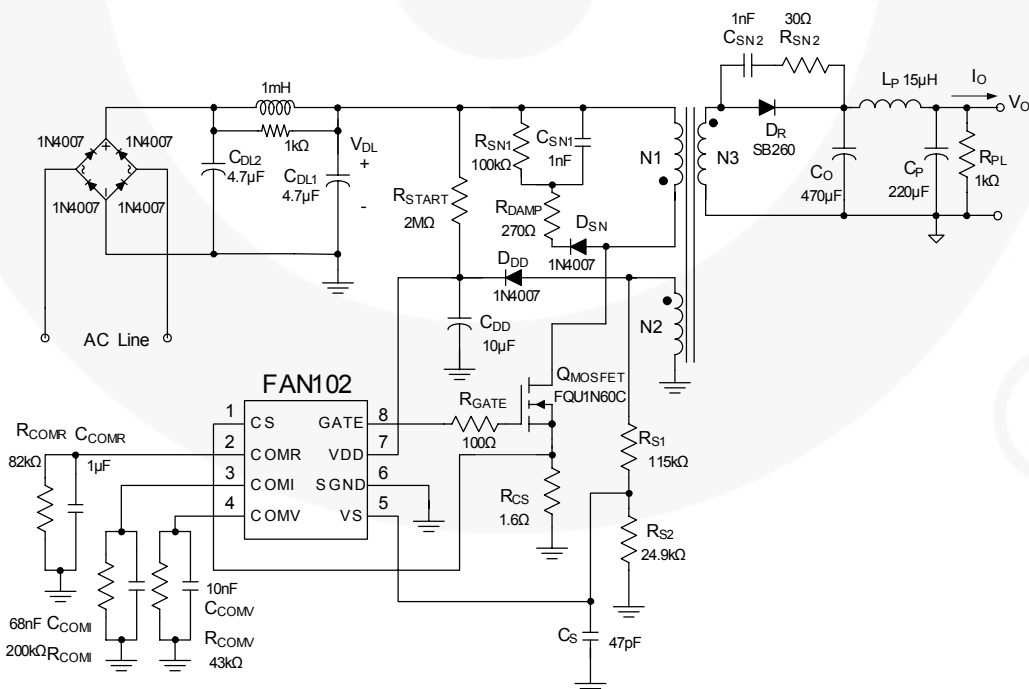 1nF 30Ω
CSN2 RSN2
LP 15µH IO
VO
1mH
1N4007 1N4007
1kΩ
VDL
+
-
CDL2
4.7µF
CDL1
4.7µF
1N4007 1N4007
+
-
RSN1
100kΩ
CSN1
1nF
N1 N3
DR
SB260
CO
470µF
CP
220µF
RPL
1kΩ
RSTART
2MΩ
RDAMP
270Ω
DSN
1N4007
DDD
1N4007
N2
AC Line
CDD
10µF
QMOSFET
FQU1N60C
FAN102
1 CS GATE 8
2 COMR VDD 7
3 COMI SGND 6
4 COMV VS 5
RGATE
100Ω
RCOMR CCOMR
82kΩ 1µF
RS1
115kΩ
RCS
1.6Ω
RS2
24.9kΩ
10nF
CCOMV
68nF CCOMI
200kΩ RCOMI
RCOMV
43kΩ
CS 47pF